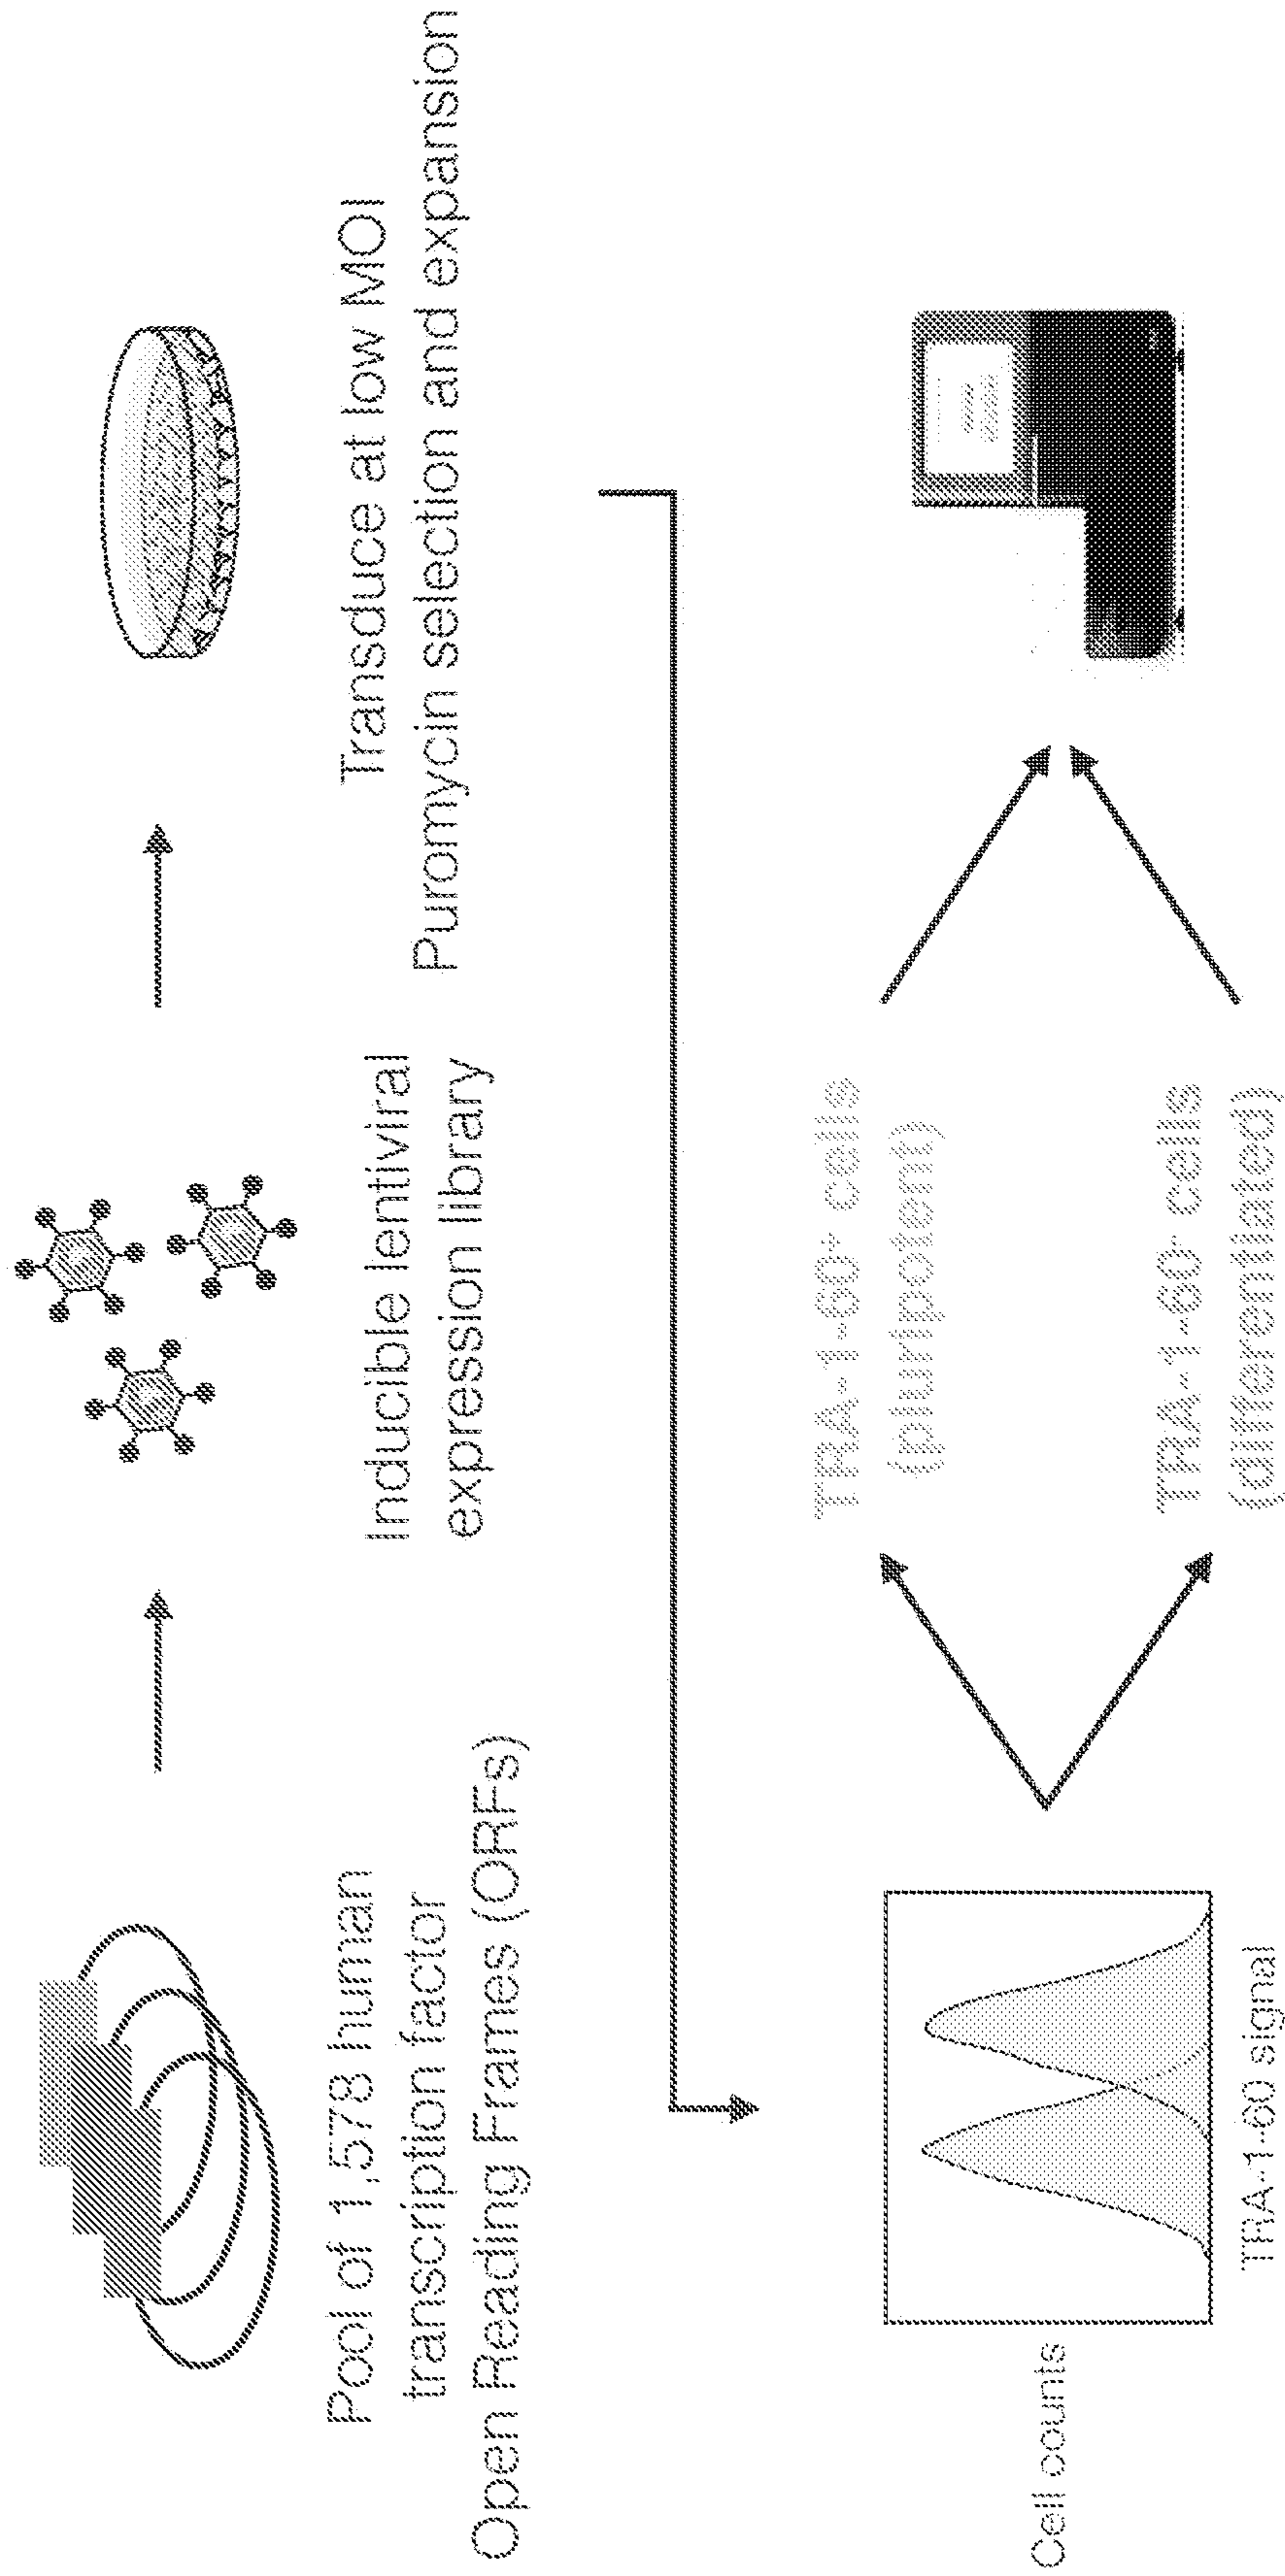 Pool of 1,578 human
transcription factor
Open Reading Frames (ORFs)
Inducible lentiviral
expression library
Transduce at low MOI
Puromycin selection and expansion
Cell counts
TRA-1-60 signal
TRA-1-60⁺ cells
(pluripotent)
TRA-1-60⁻ cells
(differentiated)